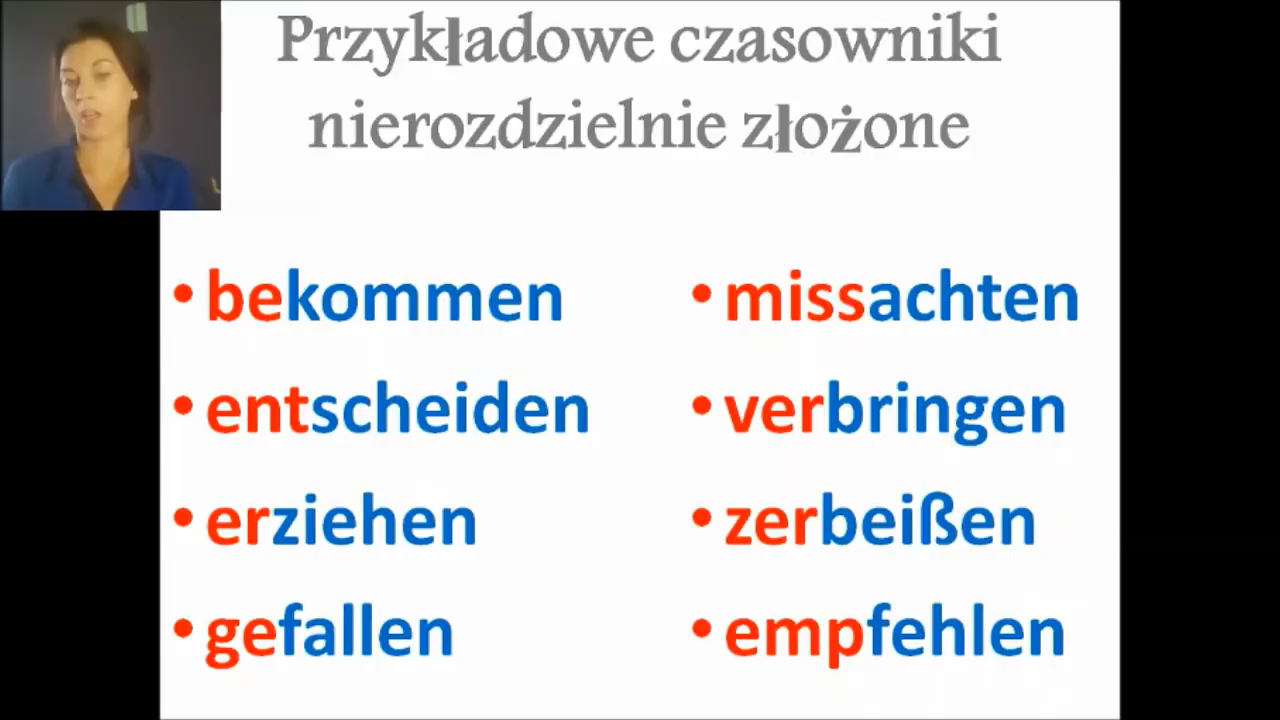 Przykładowe czasowniki
nierozdzielnie złożone
• bekommen
• entscheiden
• erziehen
• gefallen
• missachten
• verbringen
• zerbeißen
• empfehlen